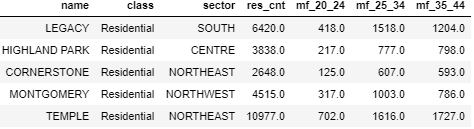 name class sector res_cnt mf_20_24 mf_25_34 mf_35_44
LEGACY Residential SOUTH 6420.0 418.0 1518.0 1204.0
HIGHLAND PARK Residential CENTRE 3838.0 217.0 777.0 798.0
CORNERSTONE Residential NORTHEAST 2648.0 125.0 607.0 593.0
MONTGOMERY Residential NORTHWEST 4515.0 317.0 1003.0 786.0
TEMPLE Residential NORTHEAST 10977.0 702.0 1616.0 1727.0